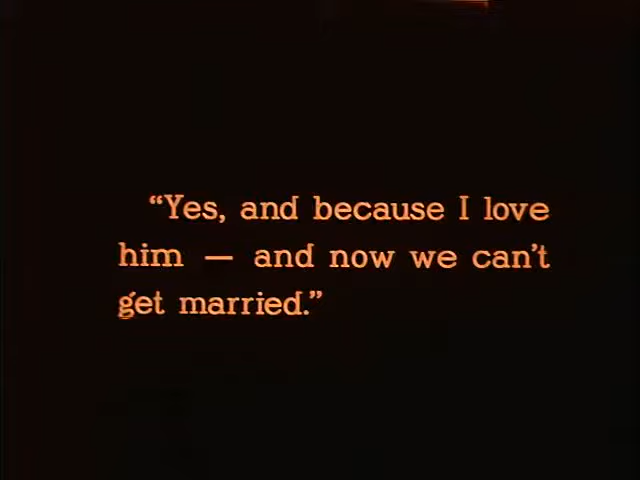 “Yes, and because I love
him — and now we can’t
get married.”